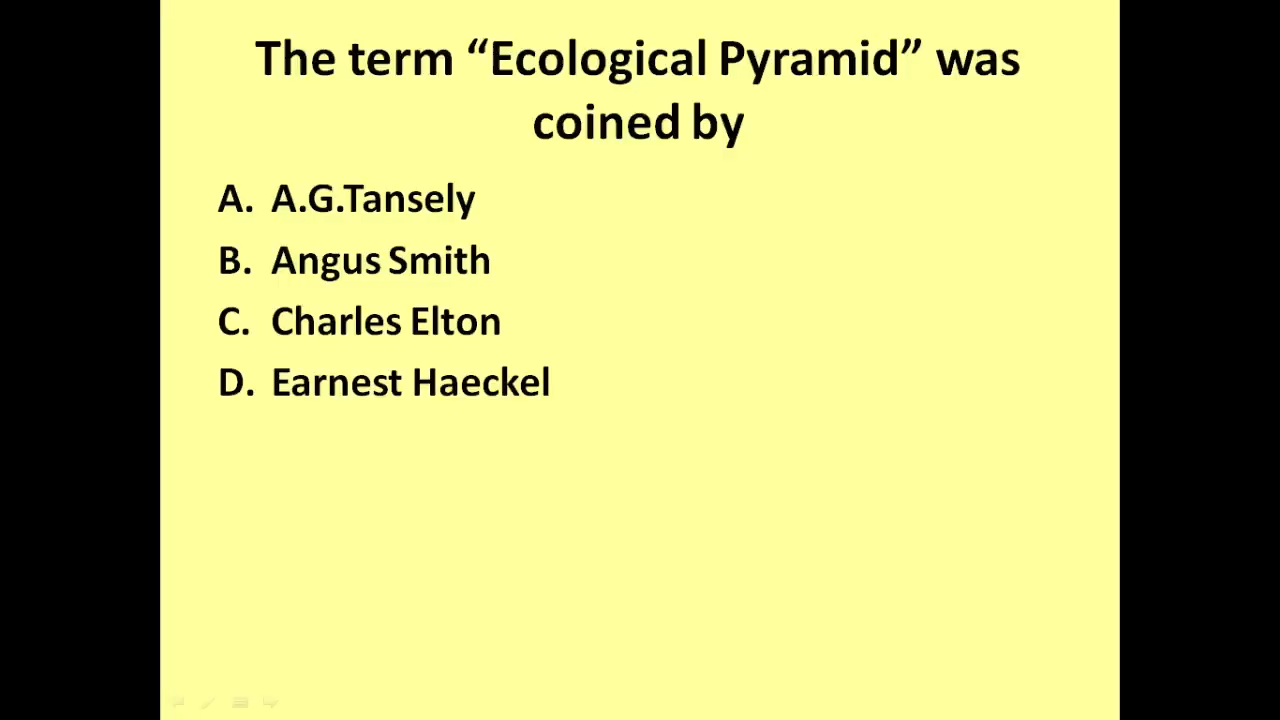 The term “Ecological Pyramid” was
coined by
A. A.G.Tansely
B. Angus Smith
C. Charles Elton
D. Earnest Haeckel